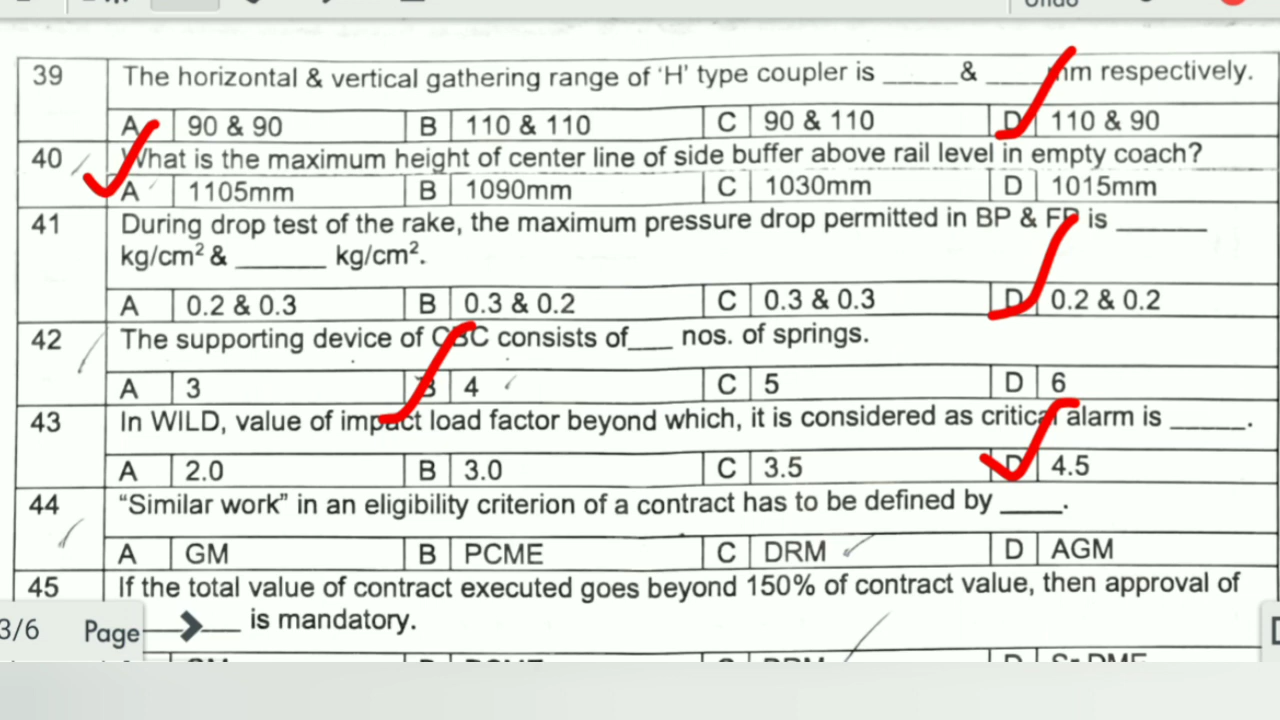 Undo
39 The horizontal & vertical gathering range of 'H' type coupler is _____ & _____ mm respectively.
A 90 & 90 B 110 & 110 C 90 & 110 D 110 & 90
40 What is the maximum height of center line of side buffer above rail level in empty coach?
A 1105mm B 1090mm C 1030mm D 1015mm
41 During drop test of the rake, the maximum pressure drop permitted in BP & FP is ______
kg/cm² & ______ kg/cm².
A 0.2 & 0.3 B 0.3 & 0.2 C 0.3 & 0.3 D 0.2 & 0.2
42 The supporting device of CBC consists of___ nos. of springs.
A 3 B 4 C 5 D 6
43 In WILD, value of impact load factor beyond which, it is considered as critical alarm is _____.
A 2.0 B 3.0 C 3.5 D 4.5
44 "Similar work" in an eligibility criterion of a contract has to be defined by ____.
A GM B PCME C DRM D AGM
45 If the total value of contract executed goes beyond 150% of contract value, then approval of
______ is mandatory.
3/6 Page